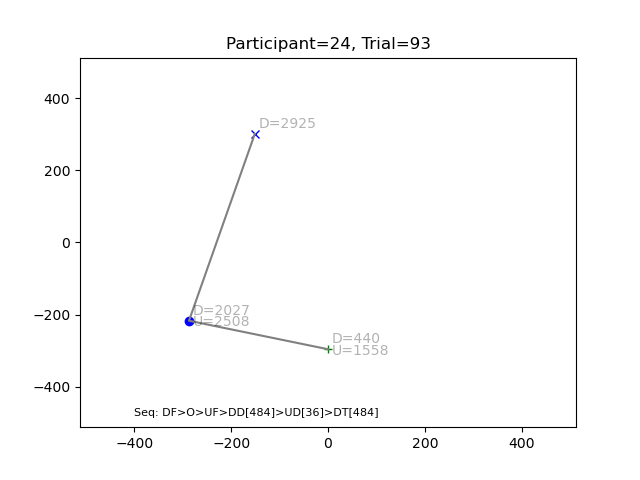 Participant=24, Trial=93
400
200
0
−200
−400
D=2925
D=2027
U=2508
D=440
U=1558
Seq: DF>O>UF>DD[484]>UD[36]>DT[484]
−400
−200
0
200
400